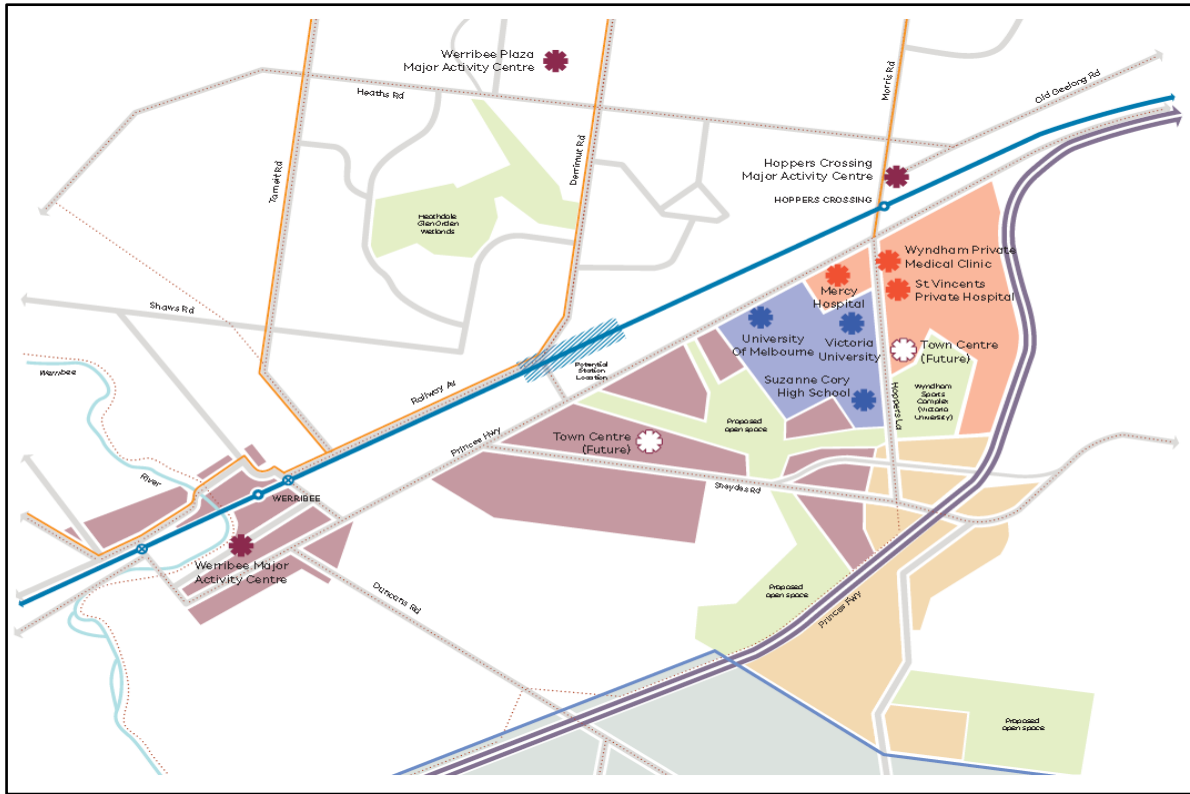 Werribee Plaza
Major Activity Centre
Heaths Rd
Morris Rd
Old Geelong Rd
Tarneit Rd
Derrimut Rd
Hoppers Crossing
Major Activity Centre
HOPPERS CROSSING
Heathdale
Glen Orden
Wetlands
Wyndham Private
Medical Clinic
Mercy
Hospital
St Vincents
Private Hospital
Shaws Rd
University
Of Melbourne
Victoria
University
Town Centre
(Future)
Potential
Station
Location
Werribee
Railway Av
Suzanne Cory
High School
Hoppers La
Wyndham
Sports
Complex
(Victoria
University)
Princes Hwy
Town Centre
(Future)
Proposed
open space
River
WERRIBEE
Sneydes Rd
Werribee Major
Activity Centre
Duncans Rd
Proposed
open space
Princes Fwy
Proposed
open space